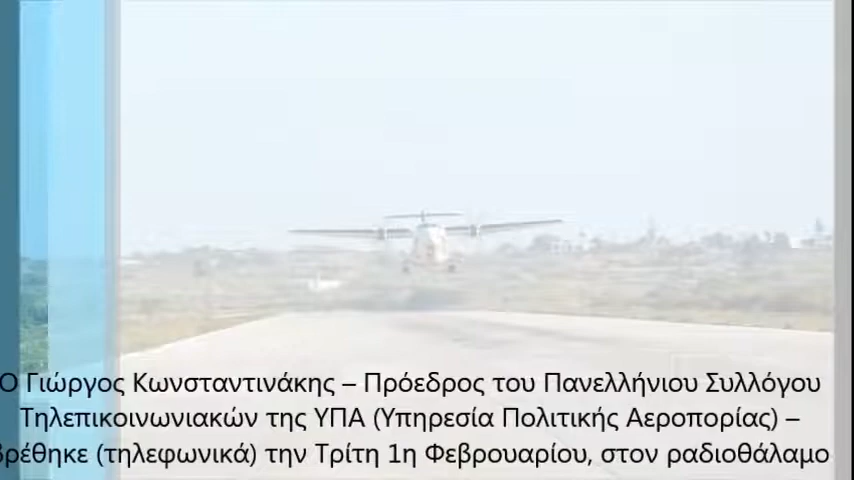 Ο Γιώργος Κωνσταντινάκης – Πρόεδρος του Πανελλήνιου Συλλόγου
Τηλεπικοινωνιακών της ΥΠΑ (Υπηρεσία Πολιτικής Αεροπορίας) –
βρέθηκε (τηλεφωνικά) την Τρίτη 1η Φεβρουαρίου, στον ραδιοθάλαμο